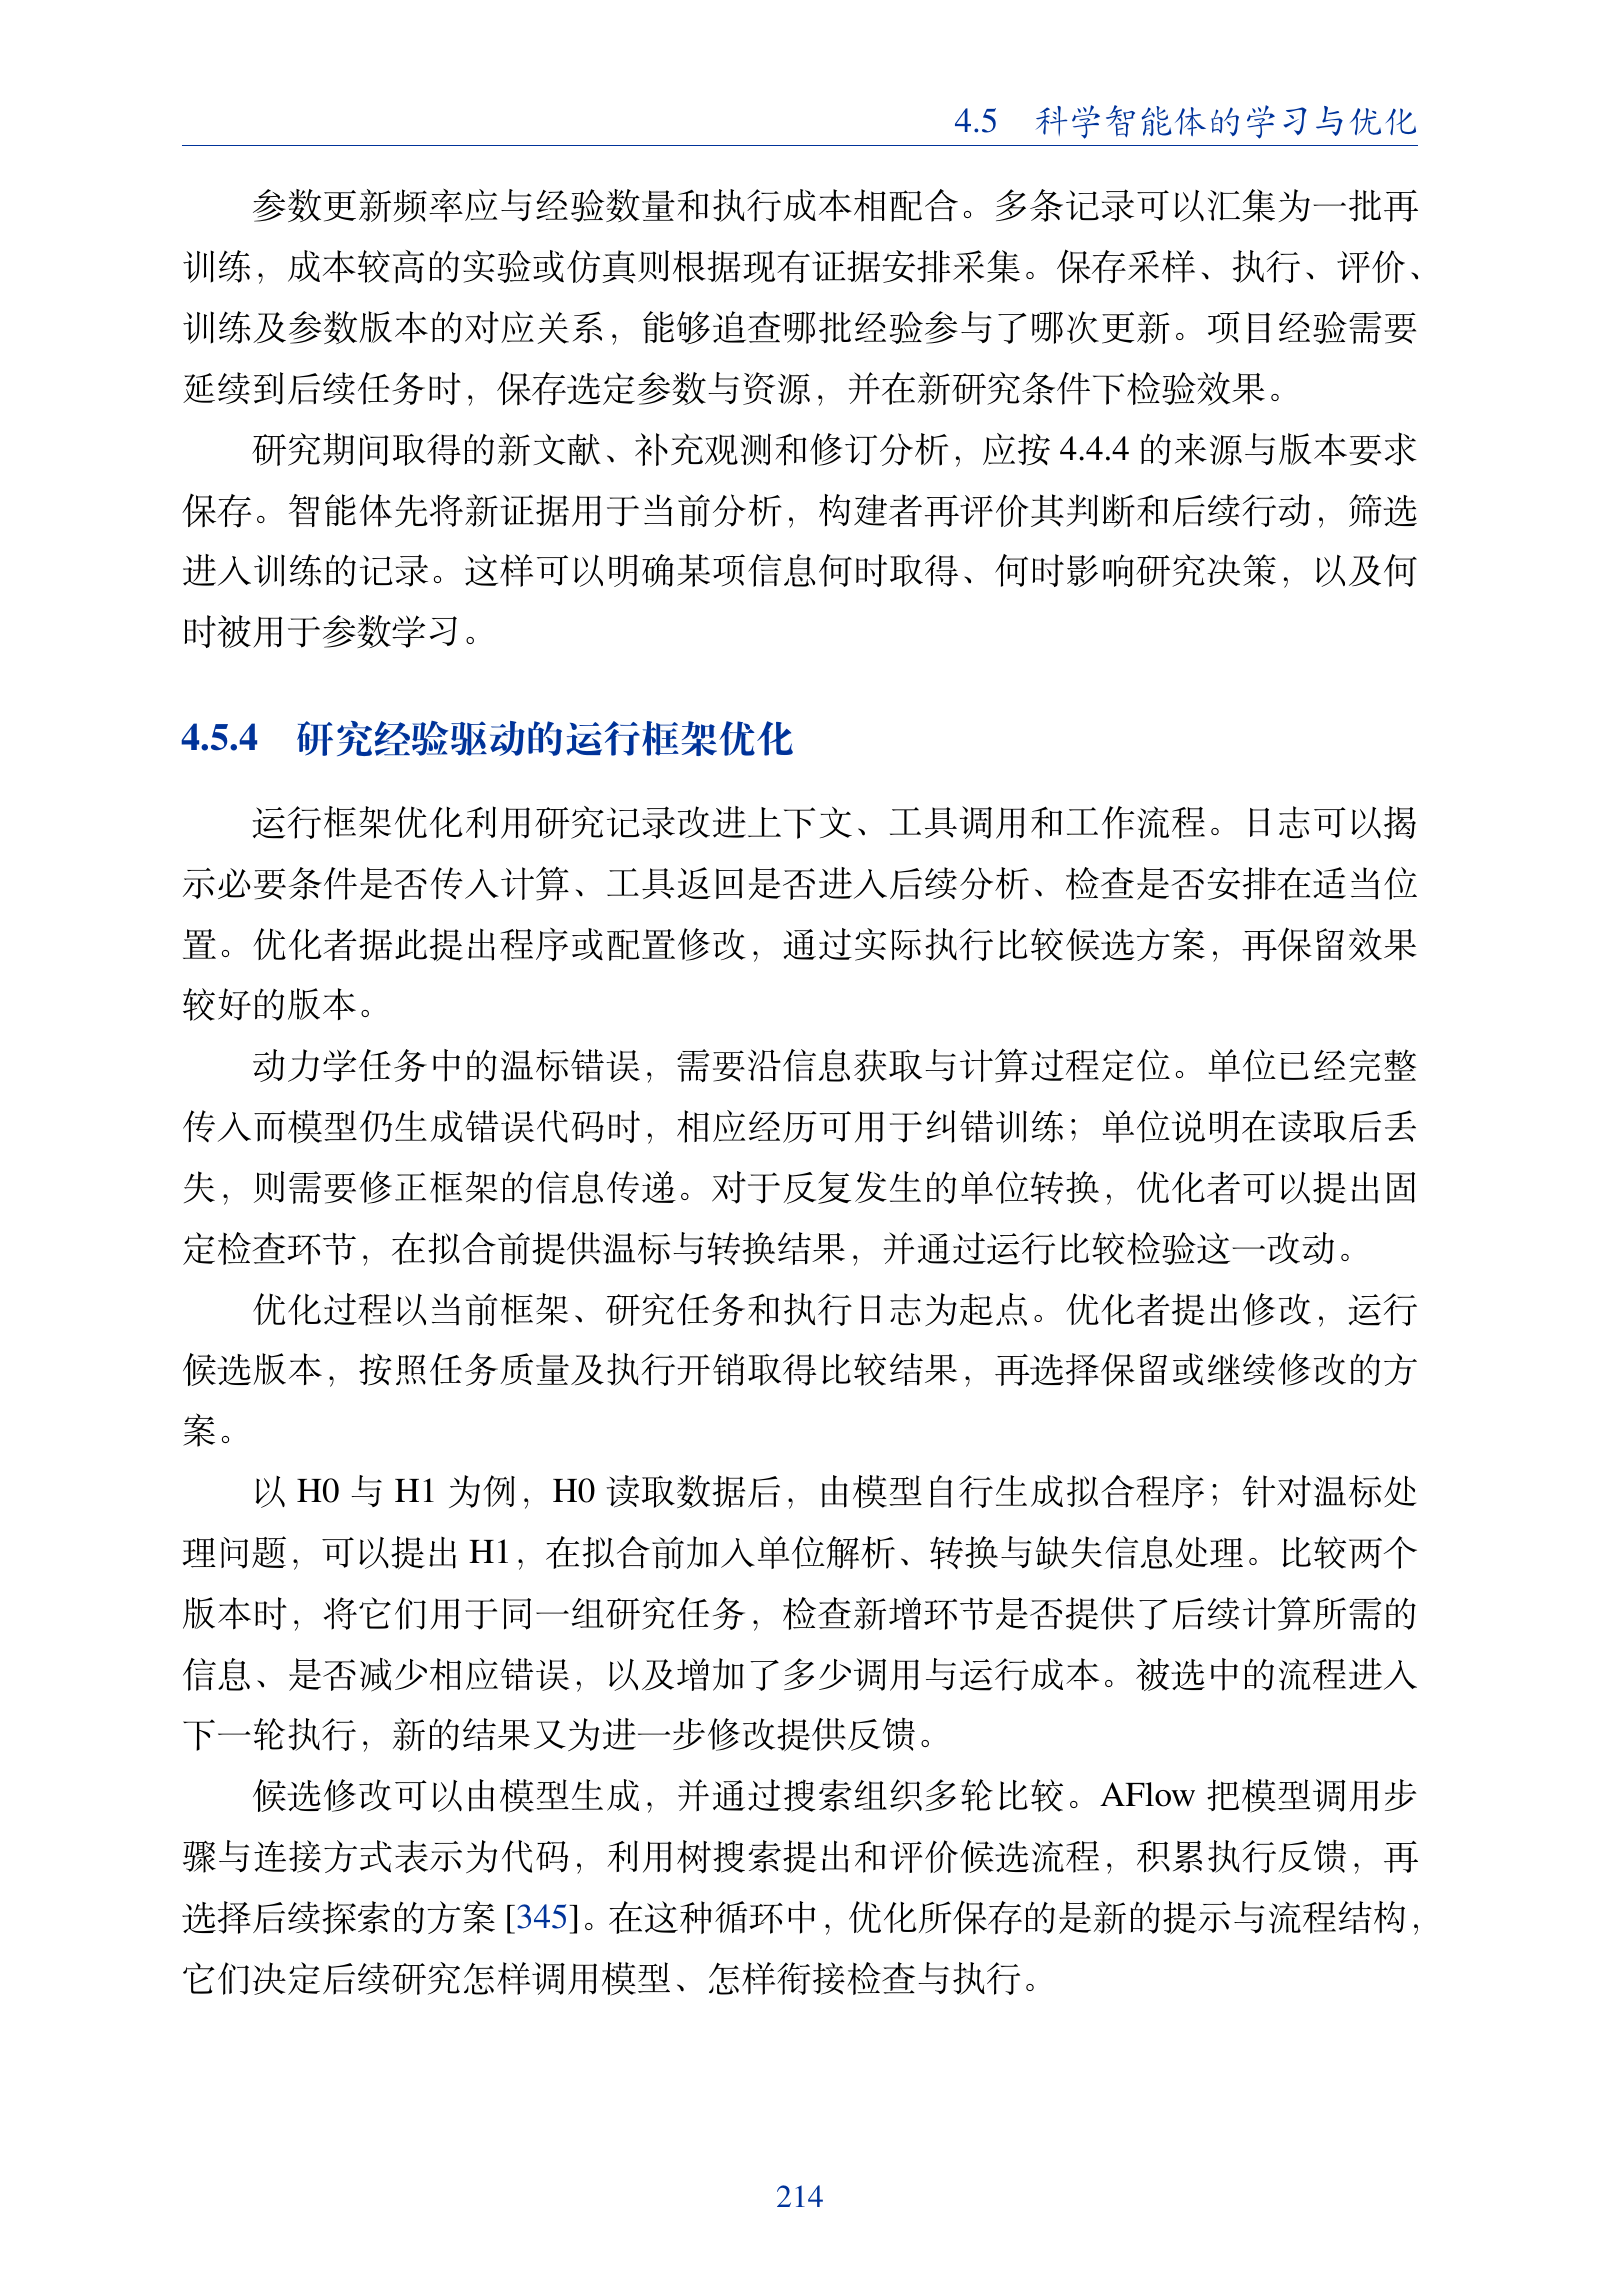 4.5 科学智能体的学习与优化
参数更新频率应与经验数量和执行成本相配合。多条记录可以汇集为一批再
训练，成本较高的实验或仿真则根据现有证据安排采集。保存采样、执行、评价、
训练及参数版本的对应关系，能够追查哪批经验参与了哪次更新。项目经验需要
延续到后续任务时，保存选定参数与资源，并在新研究条件下检验效果。
研究期间取得的新文献、补充观测和修订分析，应按 4.4.4 的来源与版本要求
保存。智能体先将新证据用于当前分析，构建者再评价其判断和后续行动，筛选
进入训练的记录。这样可以明确某项信息何时取得、何时影响研究决策，以及何
时被用于参数学习。
4.5.4 研究经验驱动的运行框架优化
运行框架优化利用研究记录改进上下文、工具调用和工作流程。日志可以揭
示必要条件是否传入计算、工具返回是否进入后续分析、检查是否安排在适当位
置。优化者据此提出程序或配置修改，通过实际执行比较候选方案，再保留效果
较好的版本。
动力学任务中的温标错误，需要沿信息获取与计算过程定位。单位已经完整
传入而模型仍生成错误代码时，相应经历可用于纠错训练；单位说明在读取后丢
失，则需要修正框架的信息传递。对于反复发生的单位转换，优化者可以提出固
定检查环节，在拟合前提供温标与转换结果，并通过运行比较检验这一改动。
优化过程以当前框架、研究任务和执行日志为起点。优化者提出修改，运行
候选版本，按照任务质量及执行开销取得比较结果，再选择保留或继续修改的方
案。
以 H0 与 H1 为例，H0 读取数据后，由模型自行生成拟合程序；针对温标处
理问题，可以提出 H1，在拟合前加入单位解析、转换与缺失信息处理。比较两个
版本时，将它们用于同一组研究任务，检查新增环节是否提供了后续计算所需的
信息、是否减少相应错误，以及增加了多少调用与运行成本。被选中的流程进入
下一轮执行，新的结果又为进一步修改提供反馈。
候选修改可以由模型生成，并通过搜索组织多轮比较。AFlow 把模型调用步
骤与连接方式表示为代码，利用树搜索提出和评价候选流程，积累执行反馈，再
选择后续探索的方案 [345]。在这种循环中，优化所保存的是新的提示与流程结构，
它们决定后续研究怎样调用模型、怎样衔接检查与执行。
214